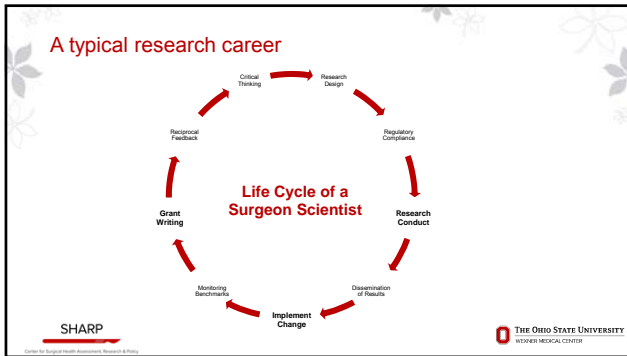 A typical research career
Critical
Thinking
Research
Design
Reciprocal
Feedback
Regulatory
Compliance
Life Cycle of a
Surgeon Scientist
Grant
Writing
Research
Conduct
Monitoring
Benchmarks
Dissemination
of Results
Implement
Change
SHARP
Center for Surgical Health Assessment, Research & Policy
THE OHIO STATE UNIVERSITY
WEXNER MEDICAL CENTER